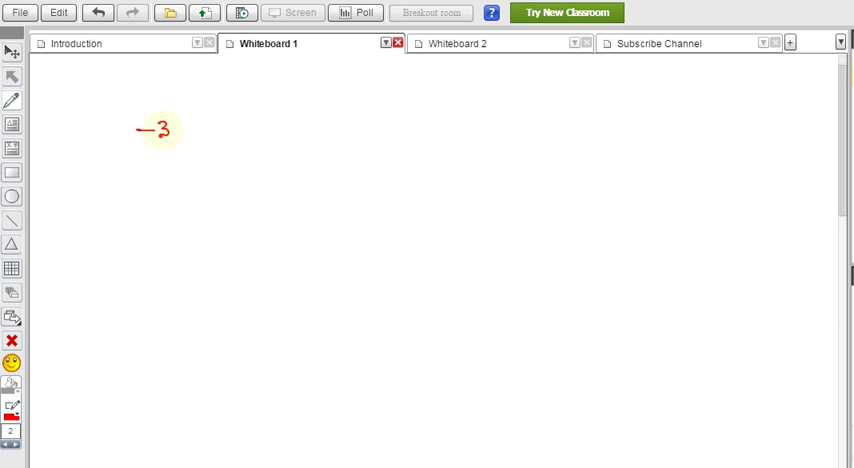 File Edit Screen Poll Breakout room ? Try New Classroom
Introduction Whiteboard 1 Whiteboard 2 Subscribe Channel +
-3
2